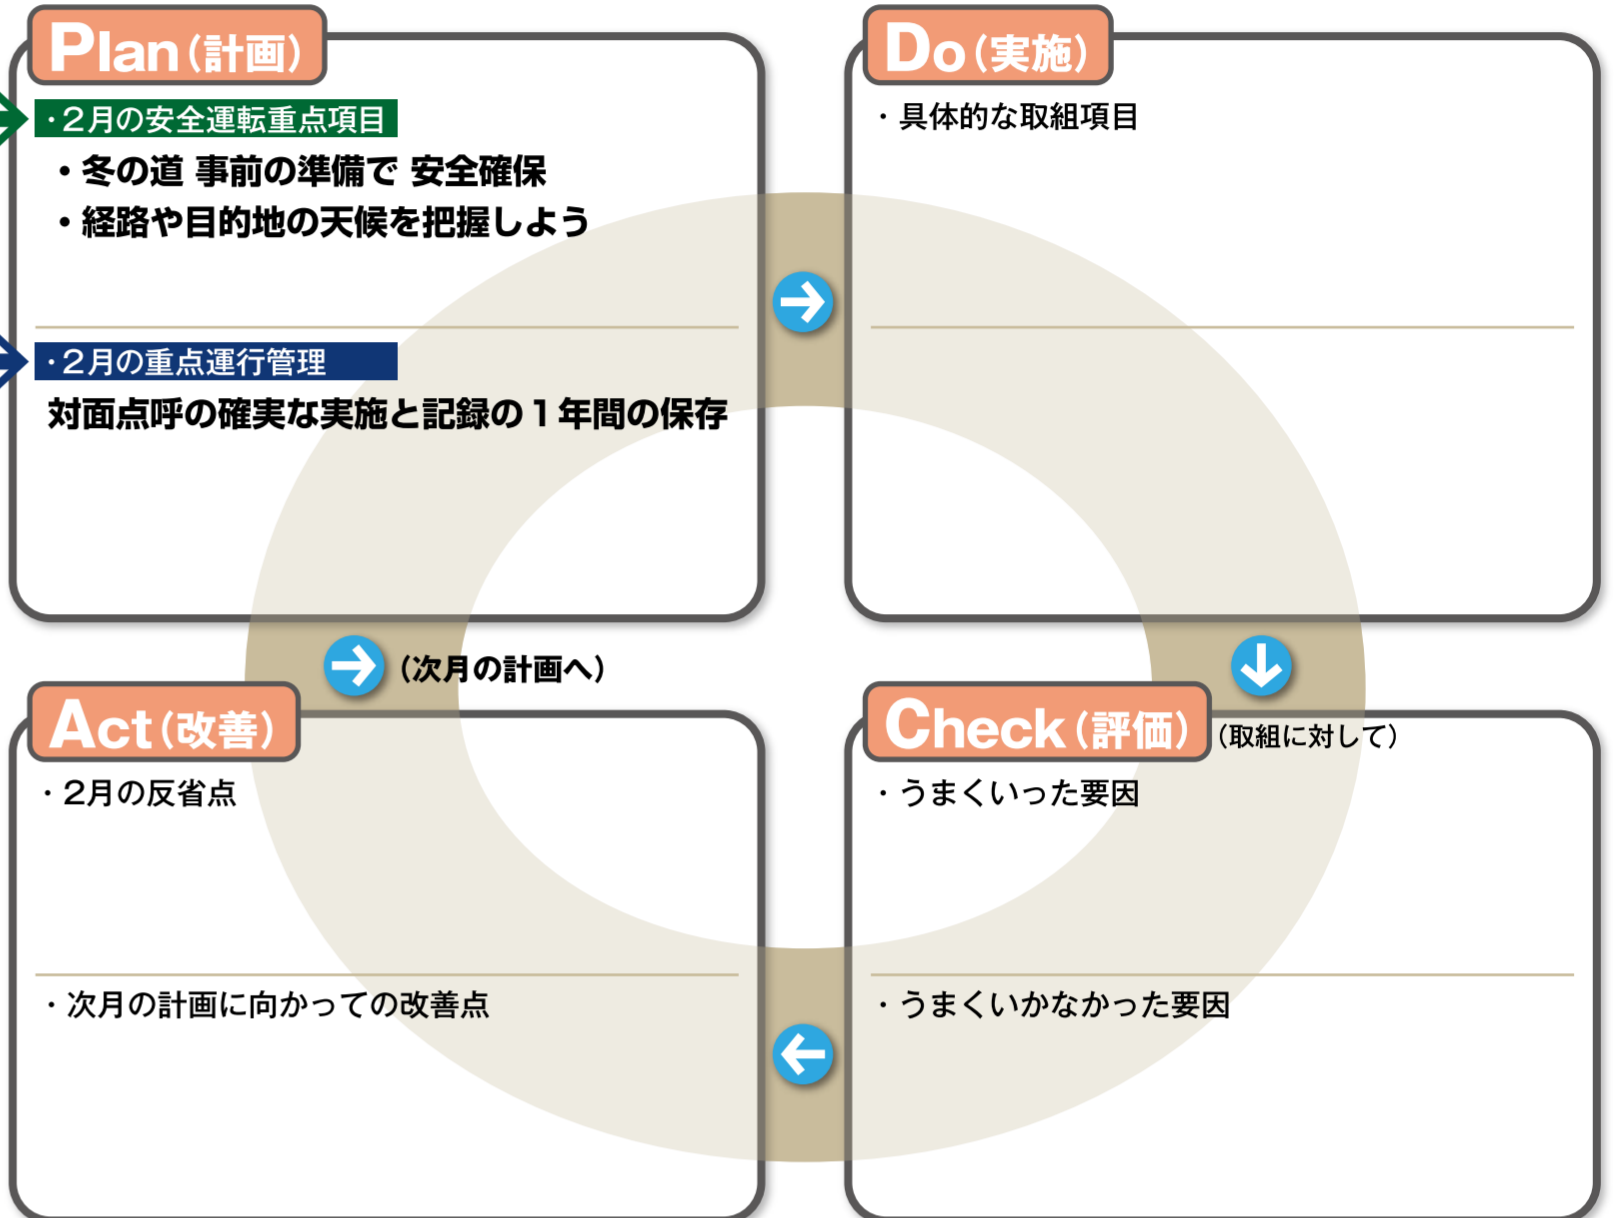 Plan(計画)
・2月の安全運転重点項目
・冬の道 事前の準備で 安全確保
・経路や目的地の天候を把握しよう
・2月の重点運行管理
対面点呼の確実な実施と記録の1年間の保存
Do(実施)
・具体的な取組項目
(次月の計画へ)
Act(改善)
・2月の反省点
・次月の計画に向かっての改善点
Check(評価)(取組に対して)
・うまくいった要因
・うまくいかなかった要因